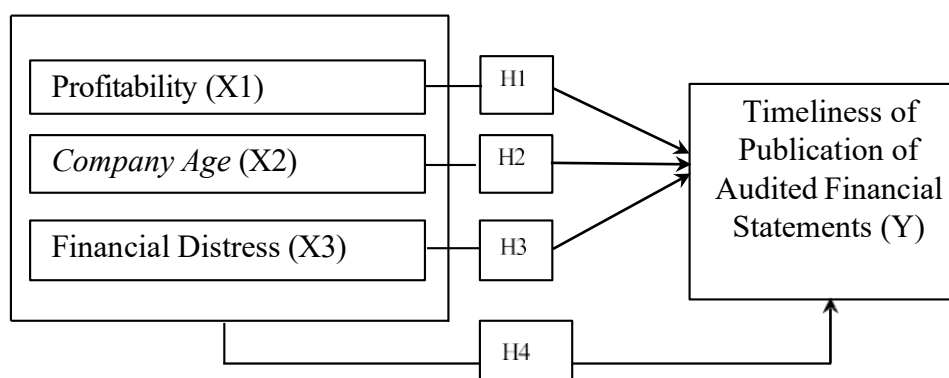 Profitability (X1)
H1
Company Age (X2)
H2
Financial Distress (X3)
H3
Timeliness of
Publication of
Audited Financial
Statements (Y)
H4